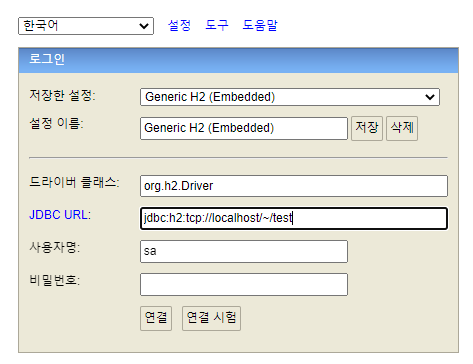 한국어 설정 도구 도움말
로그인
저장한 설정: Generic H2 (Embedded)
설정 이름: Generic H2 (Embedded) 저장 삭제
드라이버 클래스: org.h2.Driver
JDBC URL: jdbc:h2:tcp://localhost/~/test
사용자명: sa
비밀번호:
연결 연결 시험